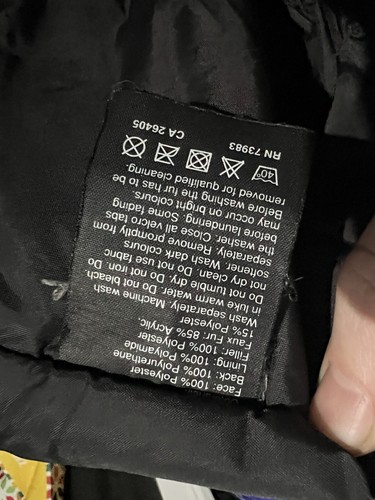 Face: 100% Polyester
Back: 100% Polyurethane
Lining: 100% Polyamide
Filler: 100% Polyester
Faux Fur: 85% Acrylic,
15% Polyester. Machine wash
in luke warm water. Do not bleach
Do not tumble dry. Do not iron. Do
not dry clean. Do not use fabric
softener. Wash dark colours
separately. Remove promptly from
the washer. Close all velcro tabs
before laundering. Some fading
may occur on bright colours.
Before washing the fur has to be
removed for qualified cleaning.
40°
RN 73983 CA 26405